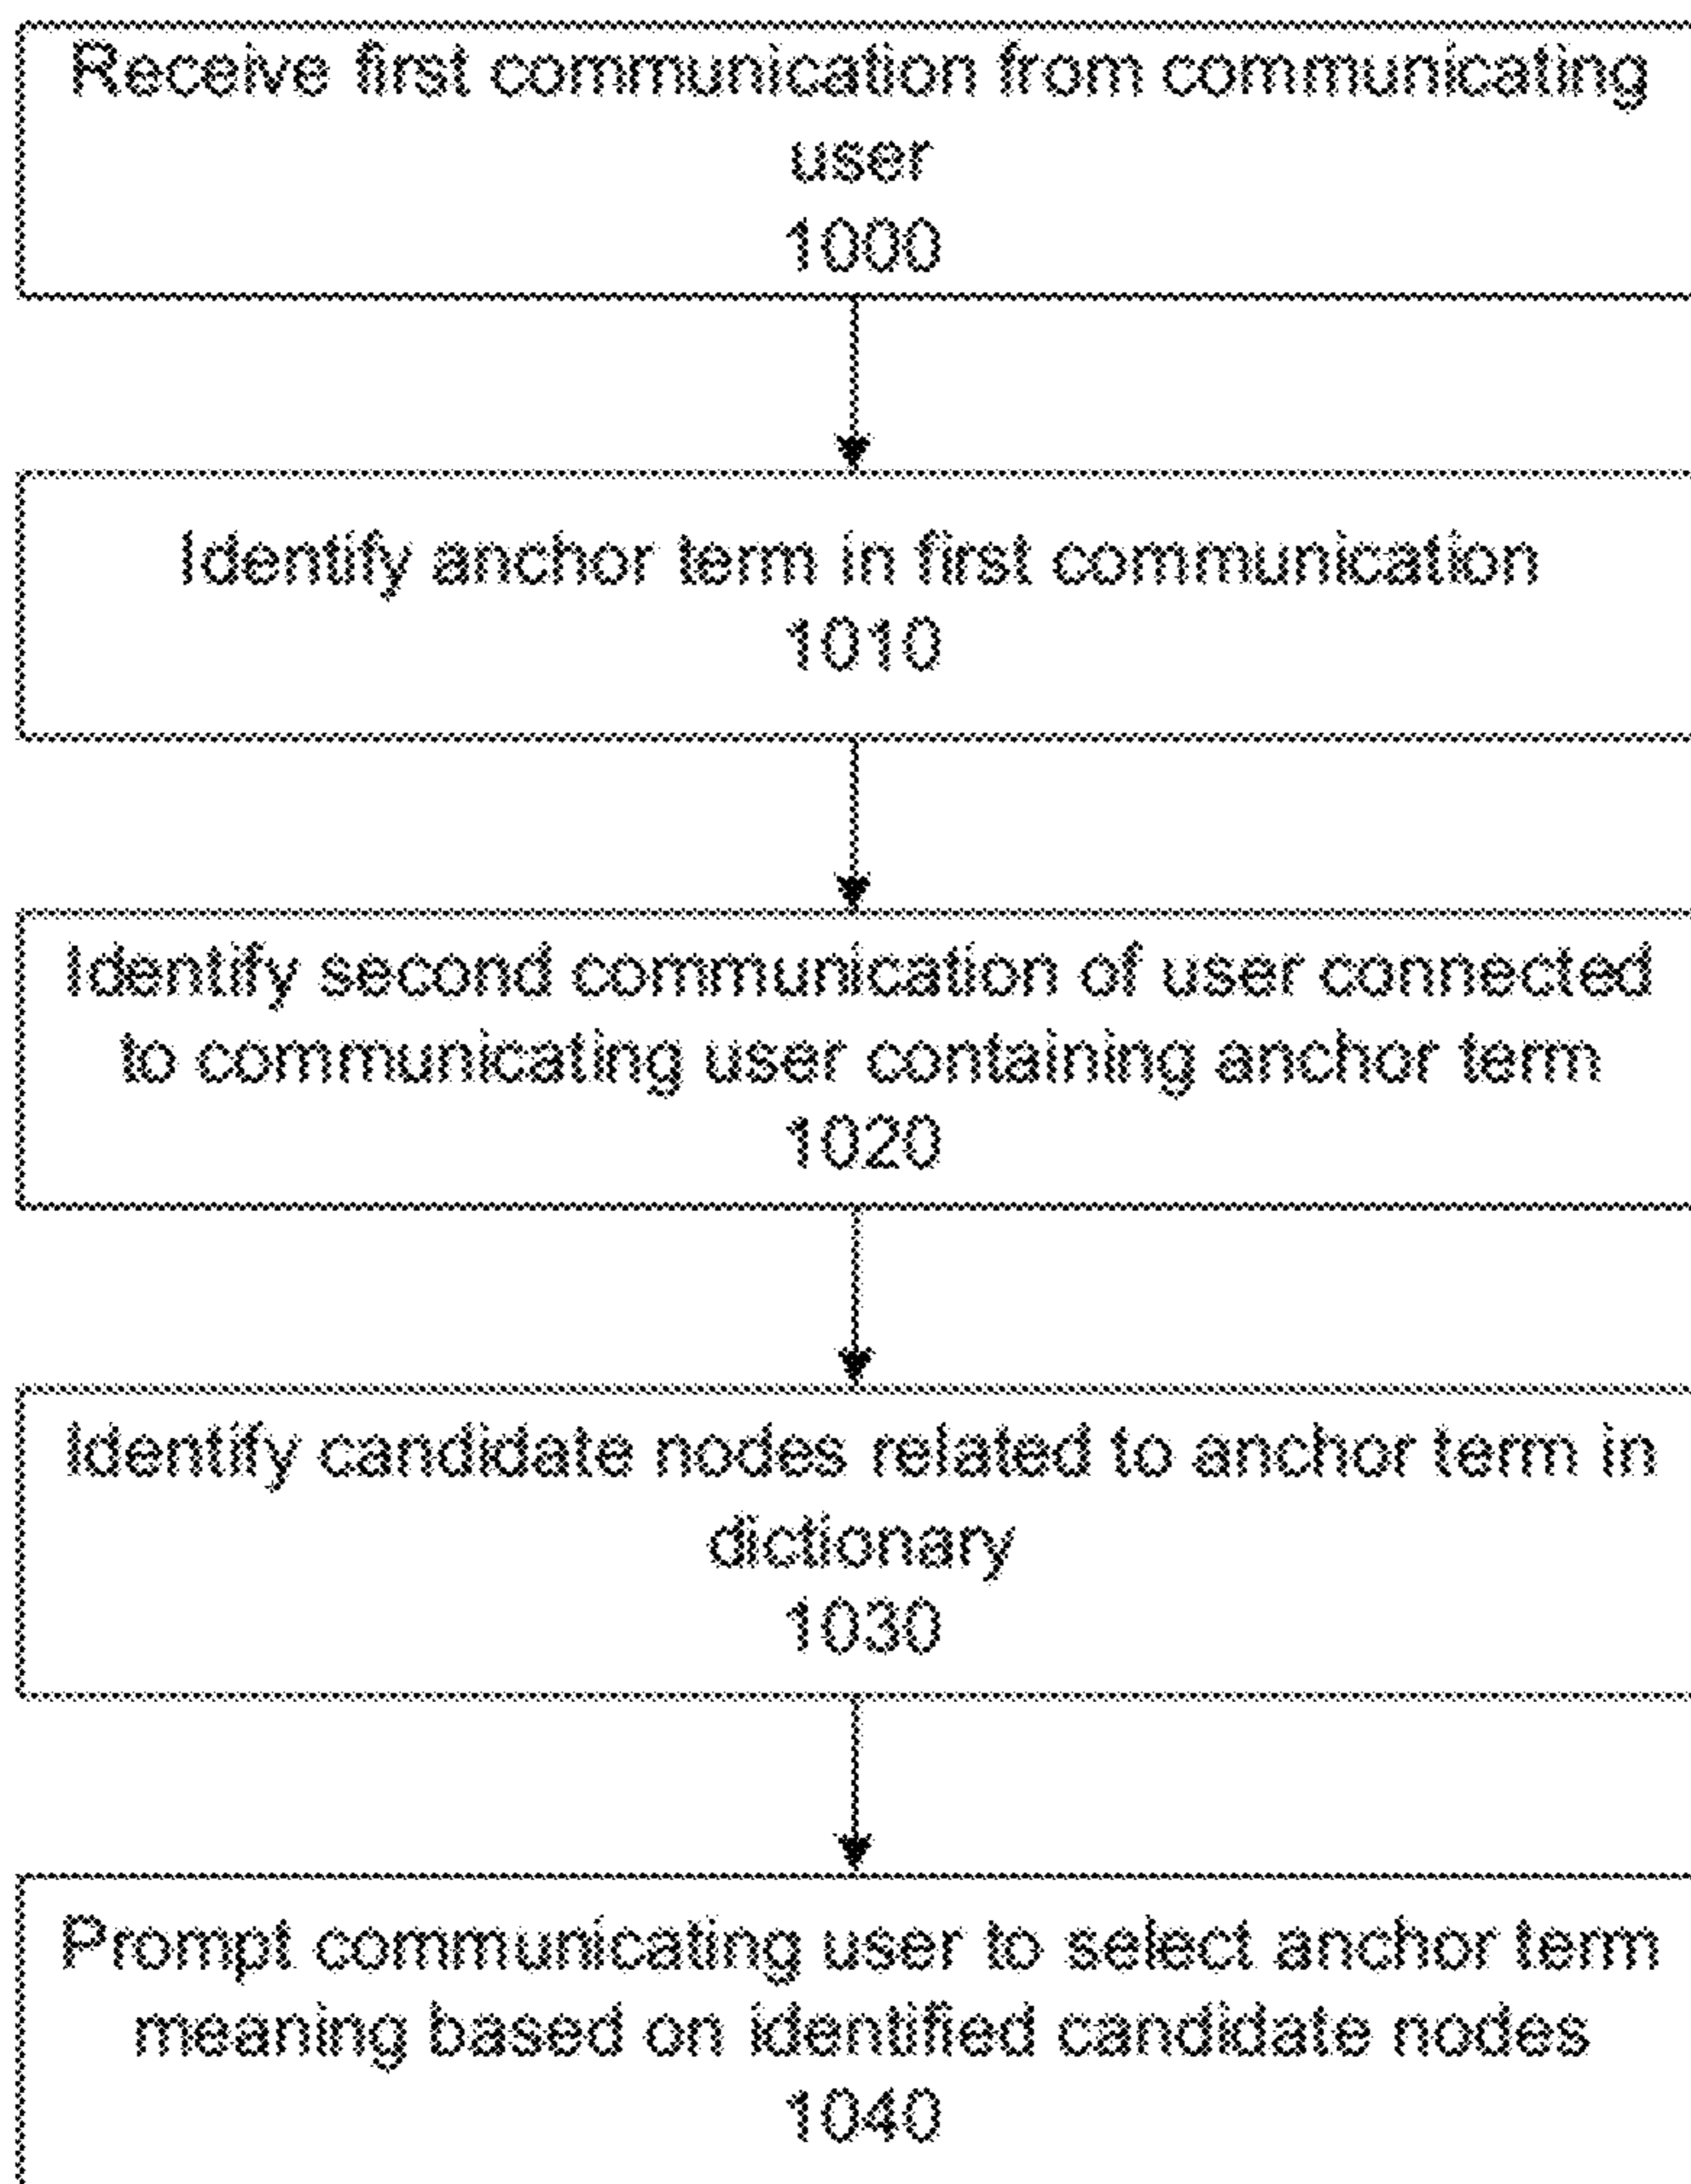 Receive first communication from communicating
user
1000
Identify anchor term in first communication
1010
Identify second communication of user connected
to communicating user containing anchor term
1020
Identify candidate nodes related to anchor term in
dictionary
1030
Prompt communicating user to select anchor term
meaning based on identified candidate nodes
1040